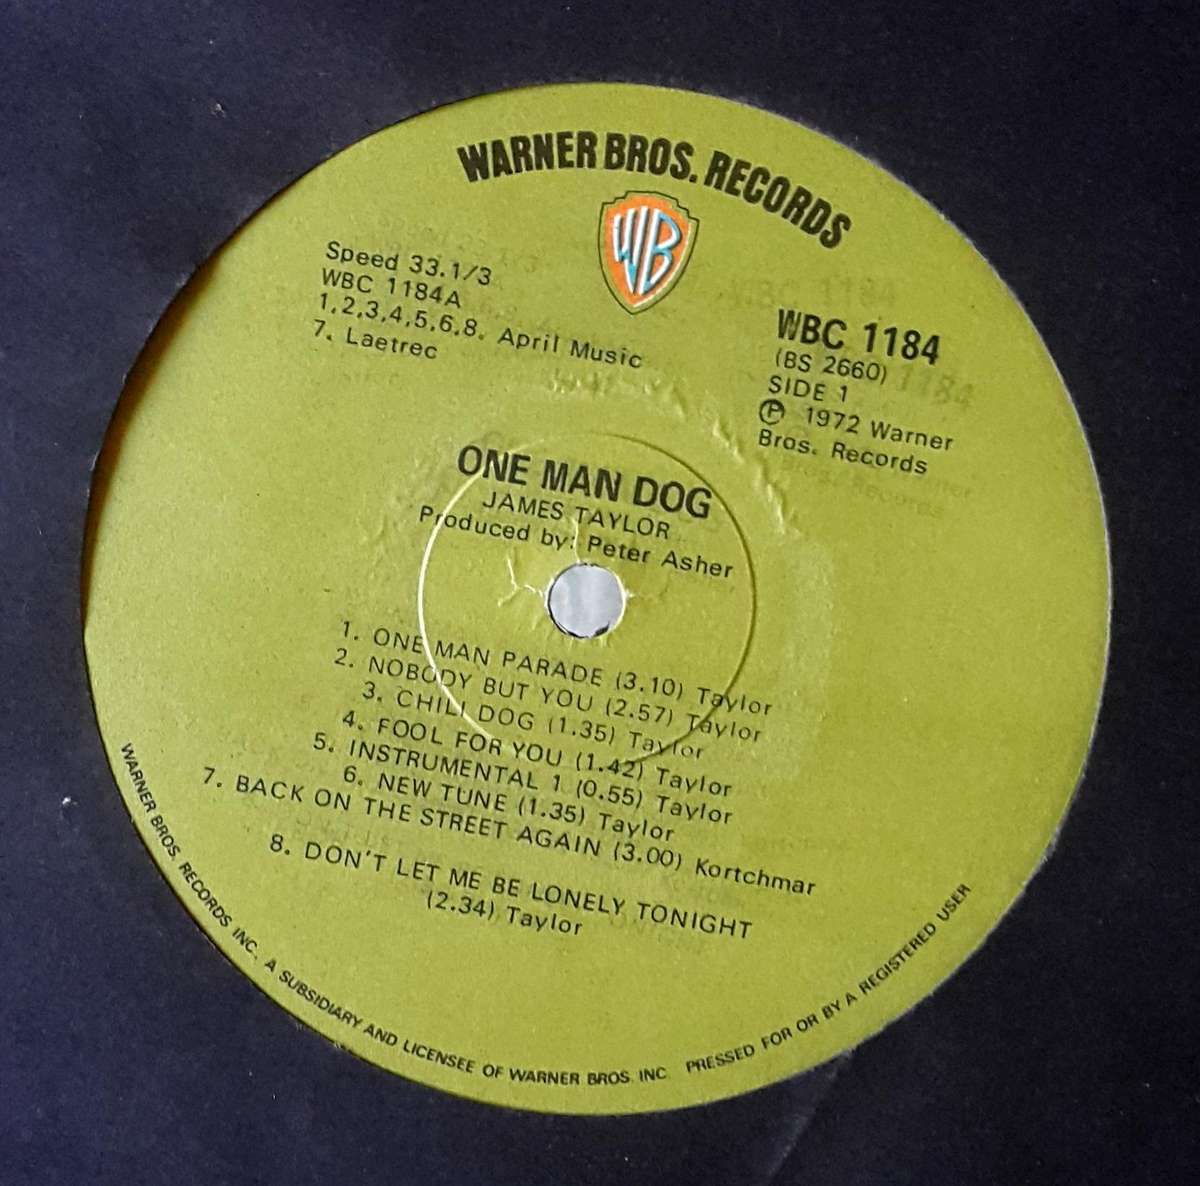 WARNER BROS. RECORDS
WB
Speed 33.1/3
WBC 1184A
1,2,3,4,5,6,8. April Music
7. Laetrec
WBC 1184
(BS 2660)
SIDE 1
Ⓟ 1972 Warner
Bros. Records
ONE MAN DOG
JAMES TAYLOR
Produced by: Peter Asher
1. ONE MAN PARADE (3.10) Taylor
2. NOBODY BUT YOU (2.57) Taylor
3. CHILI DOG (1.35) Taylor
4. FOOL FOR YOU (1.42) Taylor
5. INSTRUMENTAL 1 (0.55) Taylor
6. NEW TUNE (1.35) Taylor
7. BACK ON THE STREET AGAIN (3.00) Kortchmar
8. DON'T LET ME BE LONELY TONIGHT
(2.34) Taylor
WARNER BROS. RECORDS INC., A SUBSIDIARY AND LICENSEE OF WARNER BROS. INC. PRESSED FOR OR BY A REGISTERED USER